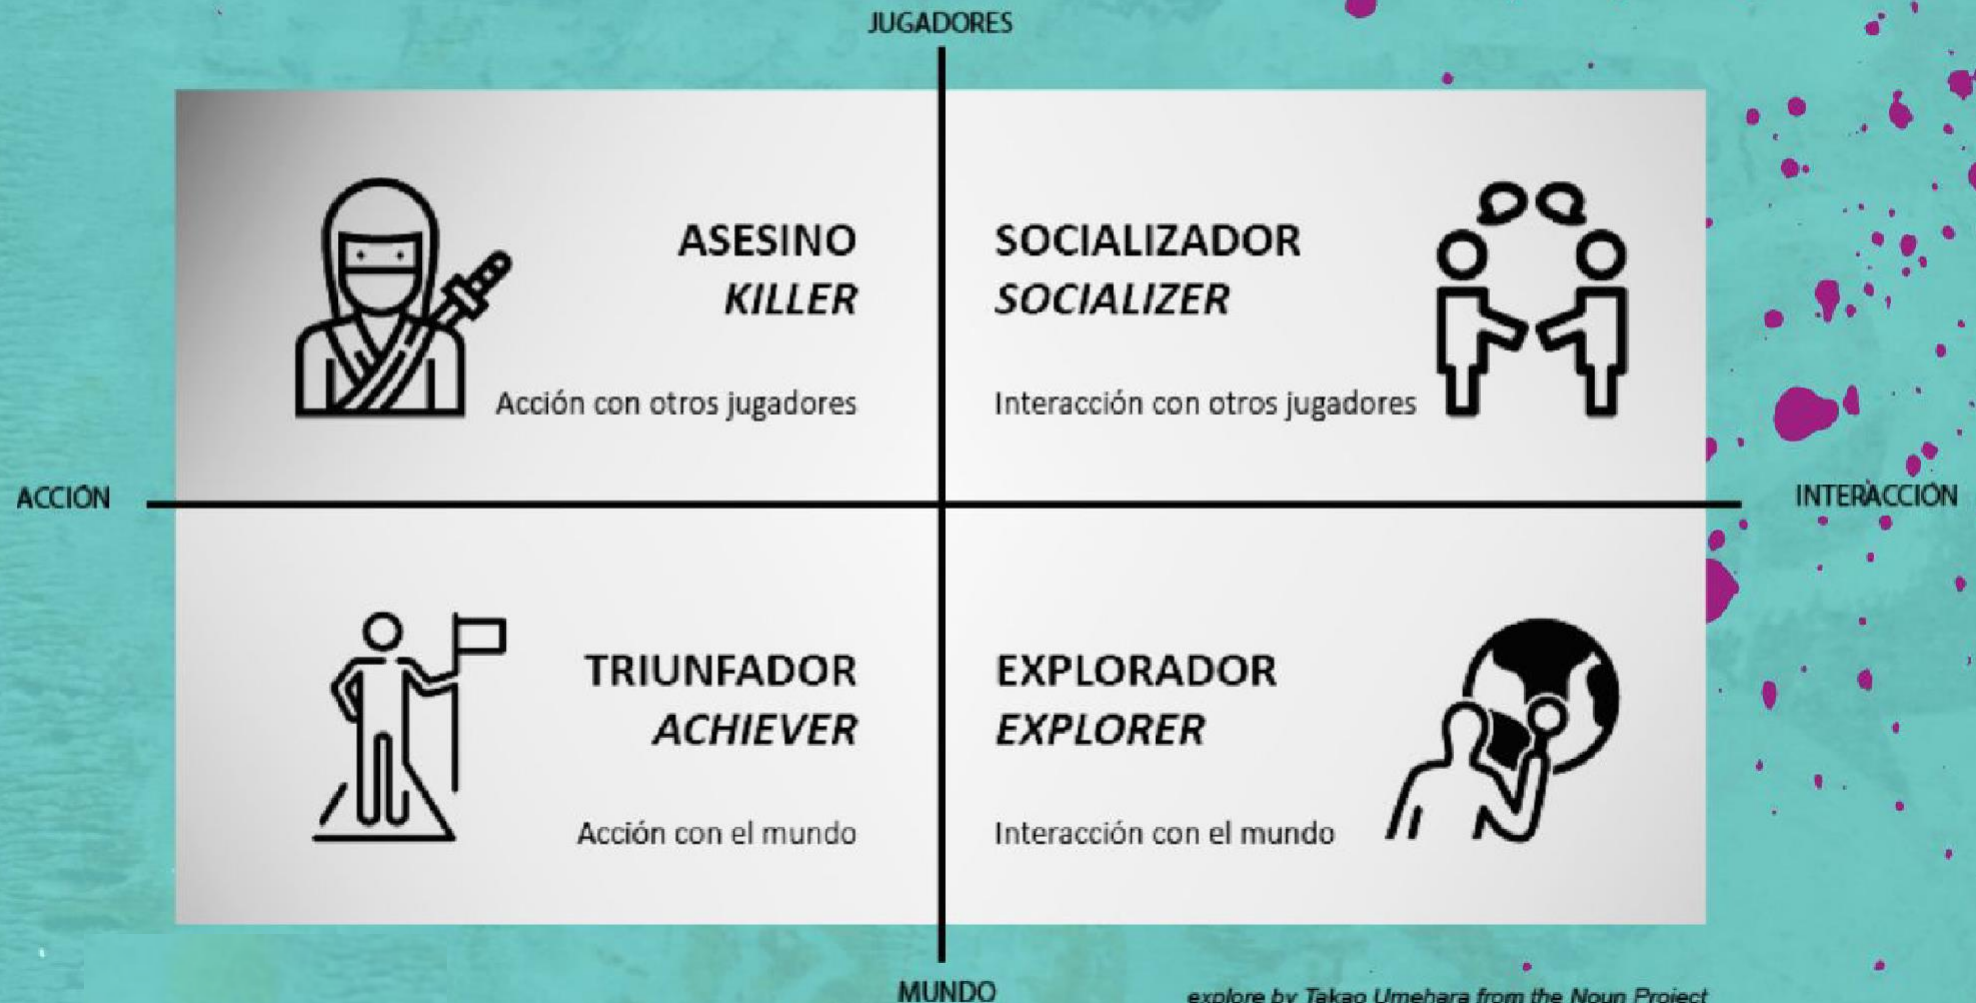 JUGADORES
ASESINO
KILLER
Acción con otros jugadores
SOCIALIZADOR
SOCIALIZER
Interacción con otros jugadores
ACCIÓN
INTERACCIÓN
TRIUNFADOR
ACHIEVER
Acción con el mundo
EXPLORADOR
EXPLORER
Interacción con el mundo
MUNDO
explore by Takao Umehara from the Noun Project